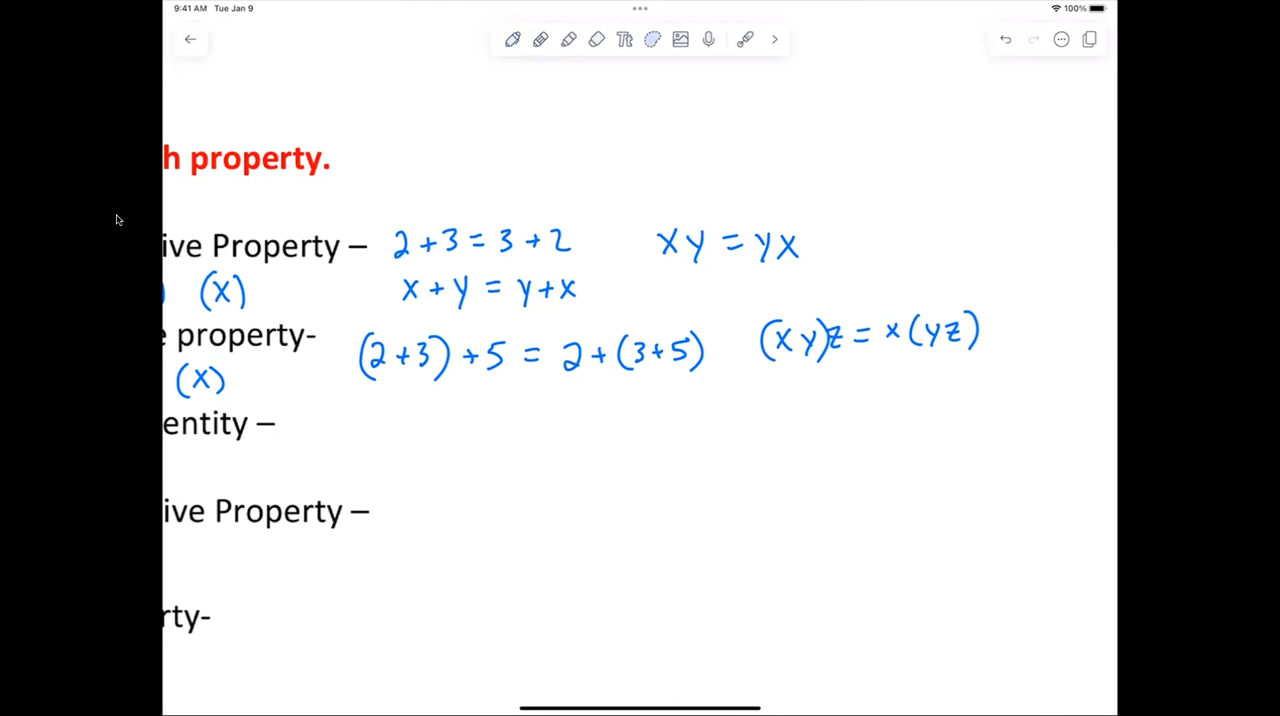 9:41 AM Tue Jan 9
100%
h property.
ive Property – 2+3=3+2 xy = yx
(x) x+y = y+x
e property- (2+3)+5 = 2+(3+5) (xy)z = x(yz)
(x)
entity –
ive Property –
rty-